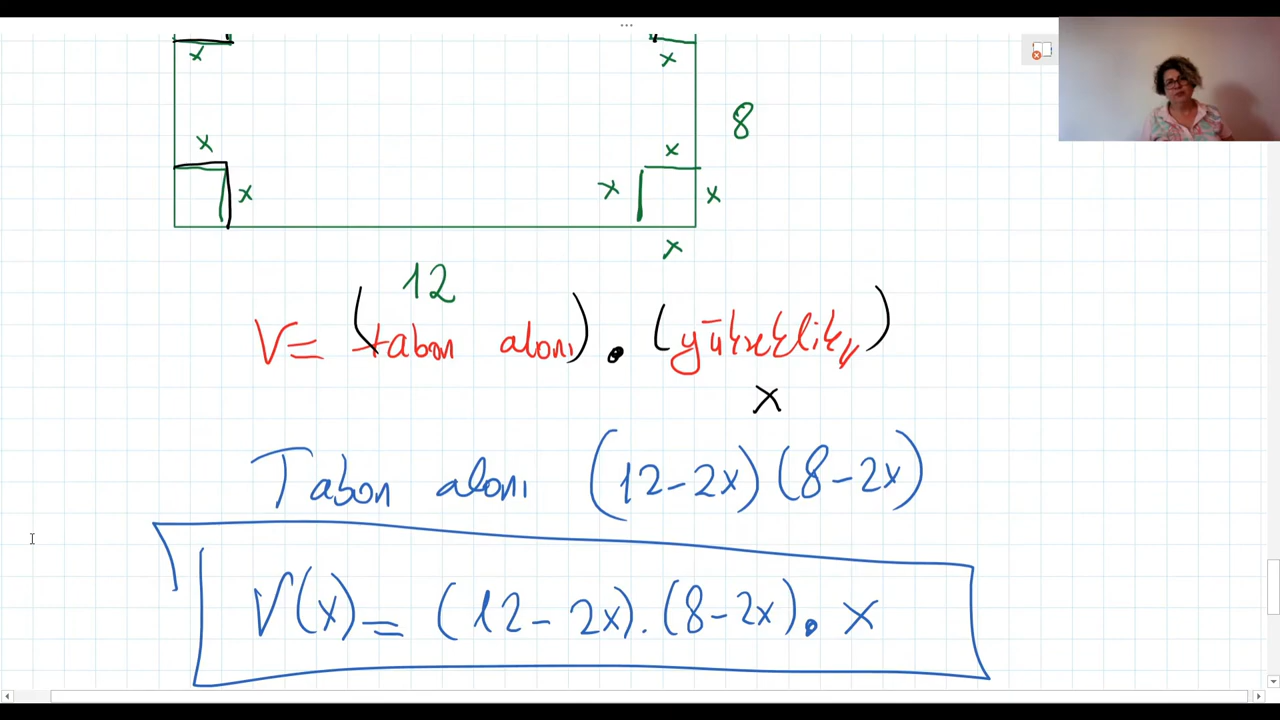 x x
8
x x
x x x
x
12
V = (taban alanı) . (yükseklik)
x
Taban alanı (12-2x) (8-2x)
V(x) = (12-2x).(8-2x). x